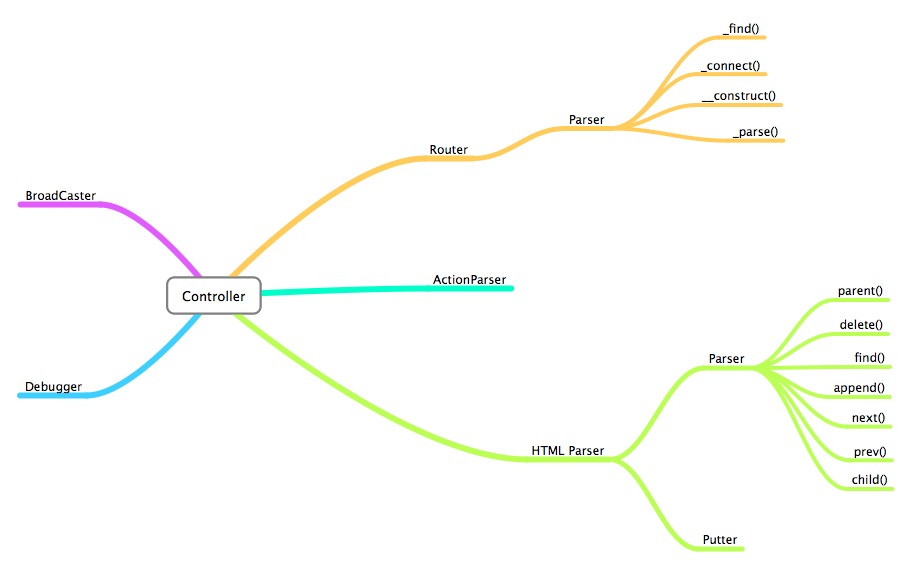 _find()
_connect()
__construct()
_parse()
Parser
Router
BroadCaster
ActionParser
Controller
Debugger
parent()
delete()
find()
append()
next()
prev()
child()
Parser
HTML Parser
Putter